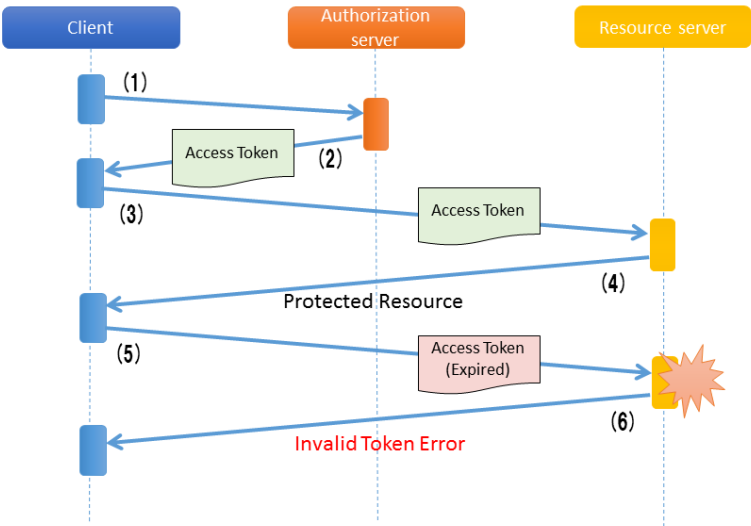 Client
Authorization
server
Resource server
(1)
Access Token
(2)
(3)
Access Token
(4)
Protected Resource
(5)
Access Token
(Expired)
(6)
Invalid Token Error